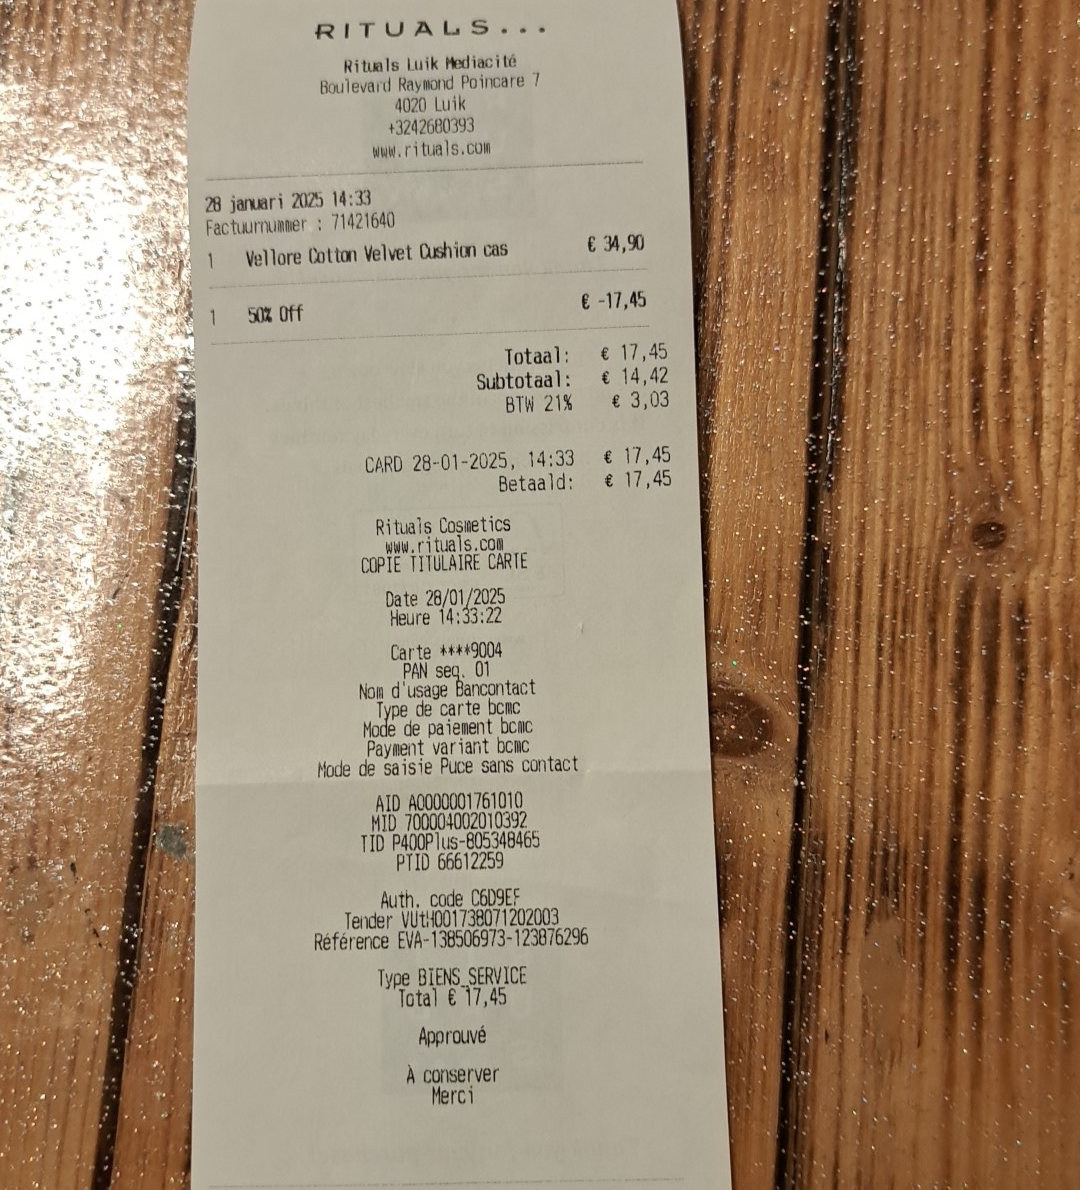 RITUALS...
Rituals Luik Mediacité
Boulevard Raymond Poincare 7
4020 Luik
+3242680393
www.rituals.com
28 januari 2025 14:33
Factuurnummer : 71421640
1 Vellore Cotton Velvet Cushion cas € 34,90
1 50% Off € -17,45
Totaal: € 17,45
Subtotaal: € 14,42
BTW 21% € 3,03
CARD 28-01-2025, 14:33 € 17,45
Betaald: € 17,45
Rituals Cosmetics
www.rituals.com
COPIE TITULAIRE CARTE
Date 28/01/2025
Heure 14:33:22
Carte ****9004
PAN seq. 01
Nom d'usage Bancontact
Type de carte bcmc
Mode de paiement bcmc
Payment variant bcmc
Mode de saisie Puce sans contact
AID A0000001761010
MID 700004002010392
TID P400Plus-805348465
PTID 66612259
Auth. code C6D9EF
Tender VUtH001738071202003
Référence EVA-138506973-123876296
Type BIENS_SERVICE
Total € 17,45
Approuvé
À conserver
Merci